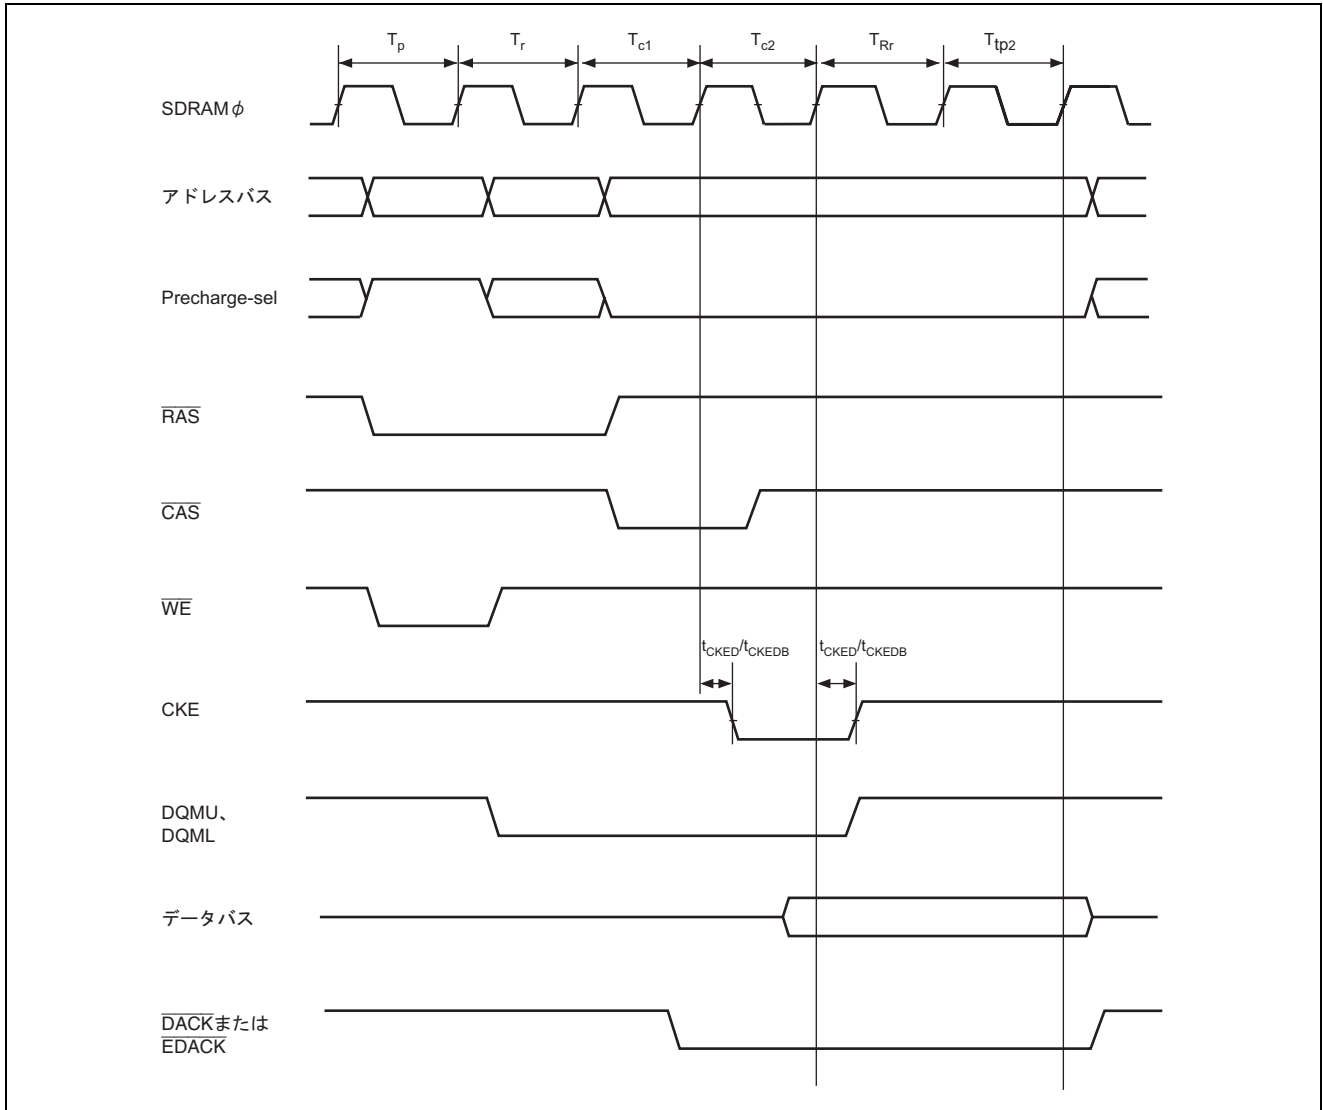 Tp Tr Tc1 Tc2 TRr Ttp2
SDRAMφ
アドレスバス
Precharge-sel
RAS
CAS
WE
tCKED/tCKEDB tCKED/tCKEDB
CKE
DQMU、
DQML
データバス
DACKまたは
EDACK